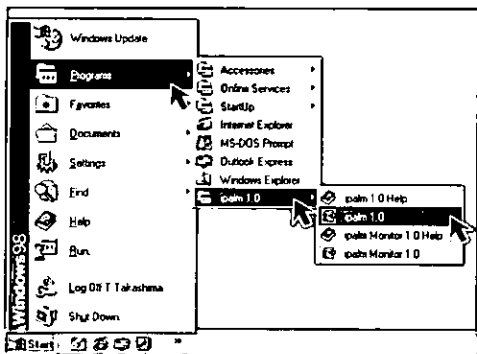 Windows Update
Programs
Favorites
Documents
Settings
Find
Help
Run.
Log Off T Takashima
Shut Down.
Windows98
Start
Accessories
Online Services
StartUp
Internet Explorer
MS-DOS Prompt
Outlook Express
Windows Explorer
ipalm 1.0
ipalm 1 0 Help
ipalm 1.0
ipalm Monitor 1 0 Help
ipalm Monitor 1 0